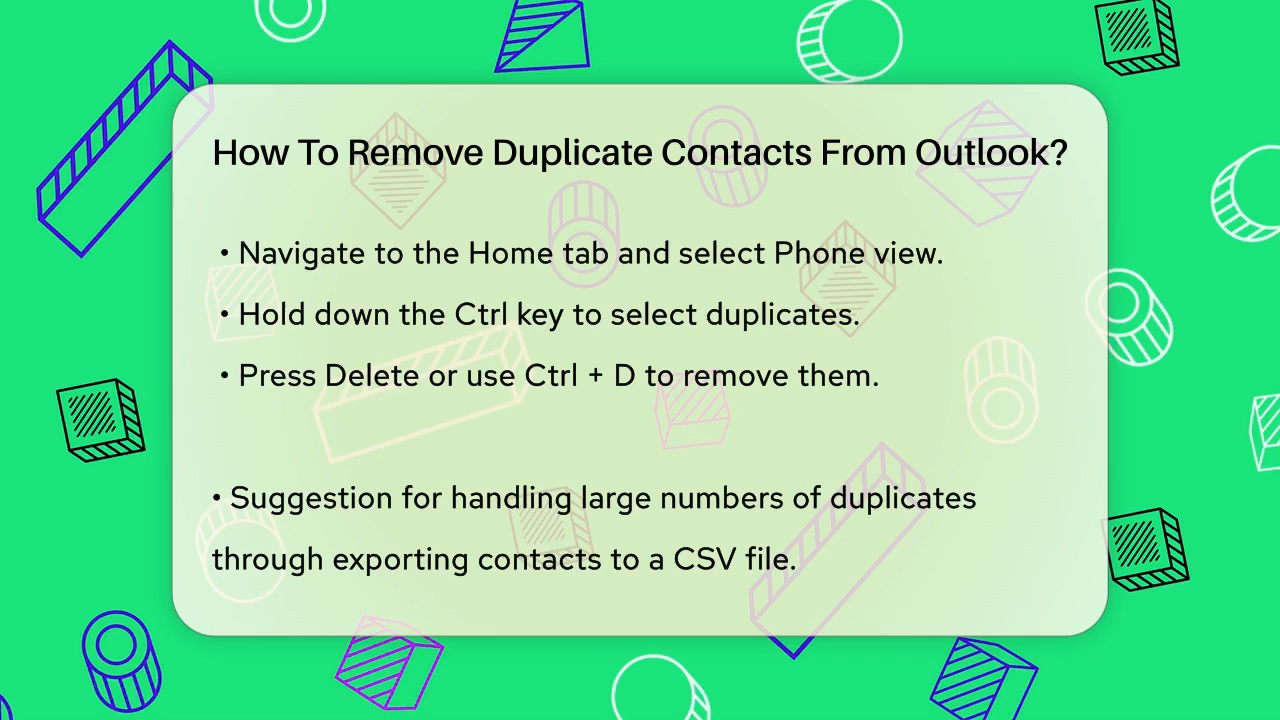 How To Remove Duplicate Contacts From Outlook?
• Navigate to the Home tab and select Phone view.
• Hold down the Ctrl key to select duplicates.
• Press Delete or use Ctrl + D to remove them.
• Suggestion for handling large numbers of duplicates
through exporting contacts to a CSV file.